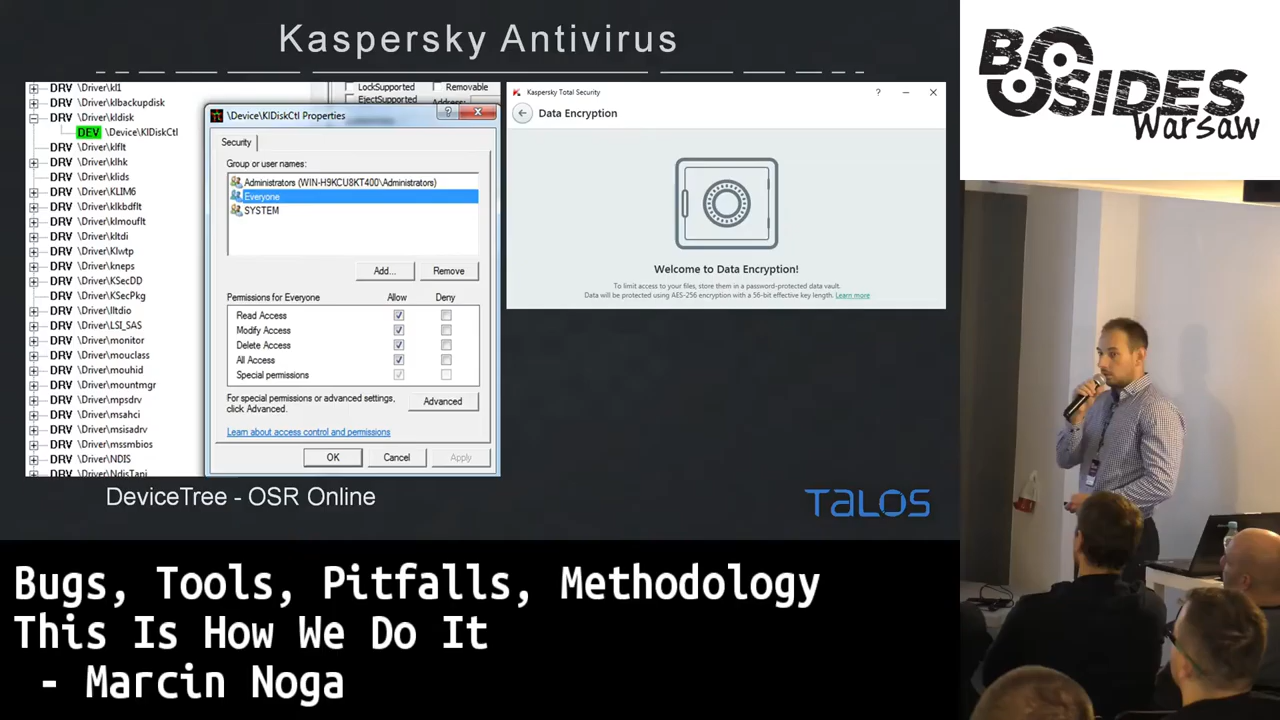 Kaspersky Antivirus
DRV \Driver\kl1
DRV \Driver\klbackupdisk
DRV \Driver\kldisk
DEV \Device\KlDiskCtl
DRV \Driver\klflt
DRV \Driver\klhk
DRV \Driver\klids
DRV \Driver\KLIM6
DRV \Driver\klkbdflt
DRV \Driver\klmouflt
DRV \Driver\kltdi
DRV \Driver\Klwtp
DRV \Driver\kneps
DRV \Driver\KSecDD
DRV \Driver\KSecPkg
DRV \Driver\lltdio
DRV \Driver\LSI_SAS
DRV \Driver\monitor
DRV \Driver\mouclass
DRV \Driver\mouhid
DRV \Driver\mountmgr
DRV \Driver\mpsdrv
DRV \Driver\msahci
DRV \Driver\msisadrv
DRV \Driver\mssmbios
DRV \Driver\NDIS
DRV \Driver\NdisTapi
LockSupported
Removable
EjectSupported
\Device\KlDiskCtl Properties
Security
Group or user names:
Administrators (WIN-H9KCU8KT400\Administrators)
Everyone
SYSTEM
Add...
Remove
Permissions for Everyone
Allow
Deny
Read Access
Modify Access
Delete Access
All Access
Special permissions
For special permissions or advanced settings,
click Advanced.
Advanced
Learn about access control and permissions
OK
Cancel
Apply
Kaspersky Total Security
?
Data Encryption
Welcome to Data Encryption!
To limit access to your files, store them in a password-protected data vault.
Data will be protected using AES-256 encryption with a 56-bit effective key length. Learn more
DeviceTree - OSR Online
TALOS
BSIDES
Warsaw
Bugs, Tools, Pitfalls, Methodology
This Is How We Do It
- Marcin Noga